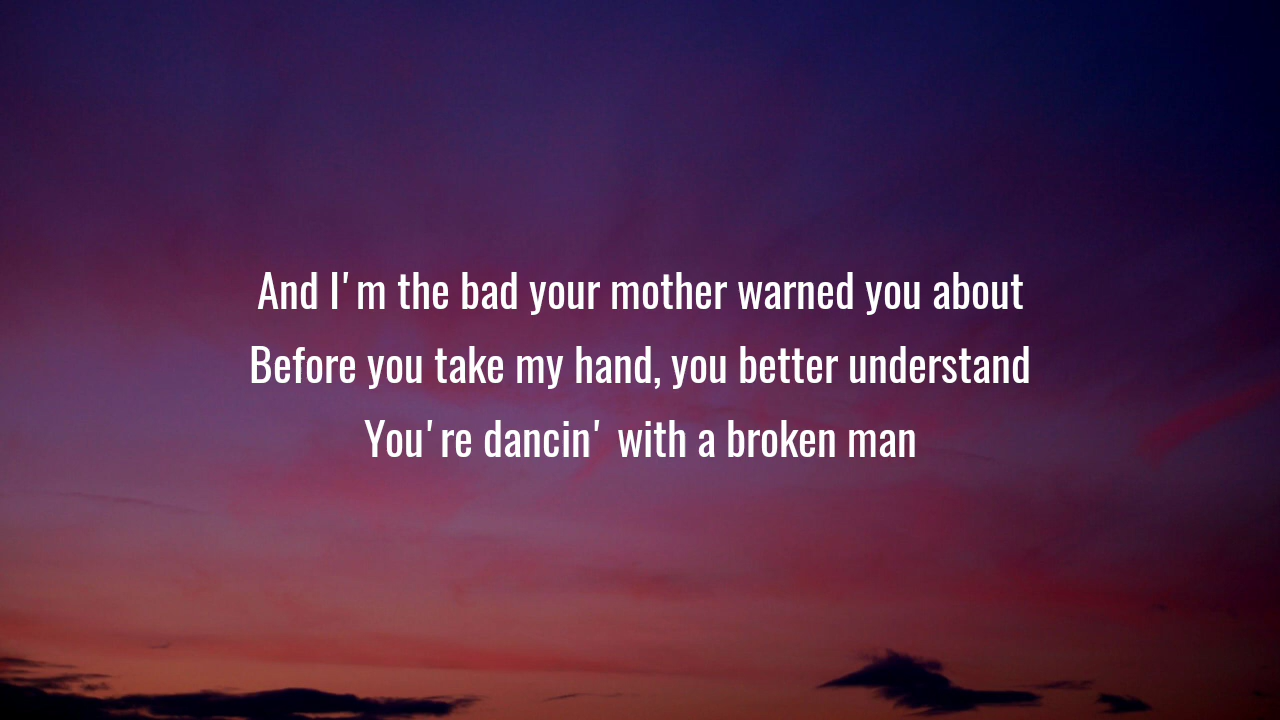 And I'm the bad your mother warned you about
Before you take my hand, you better understand
You're dancin' with a broken man